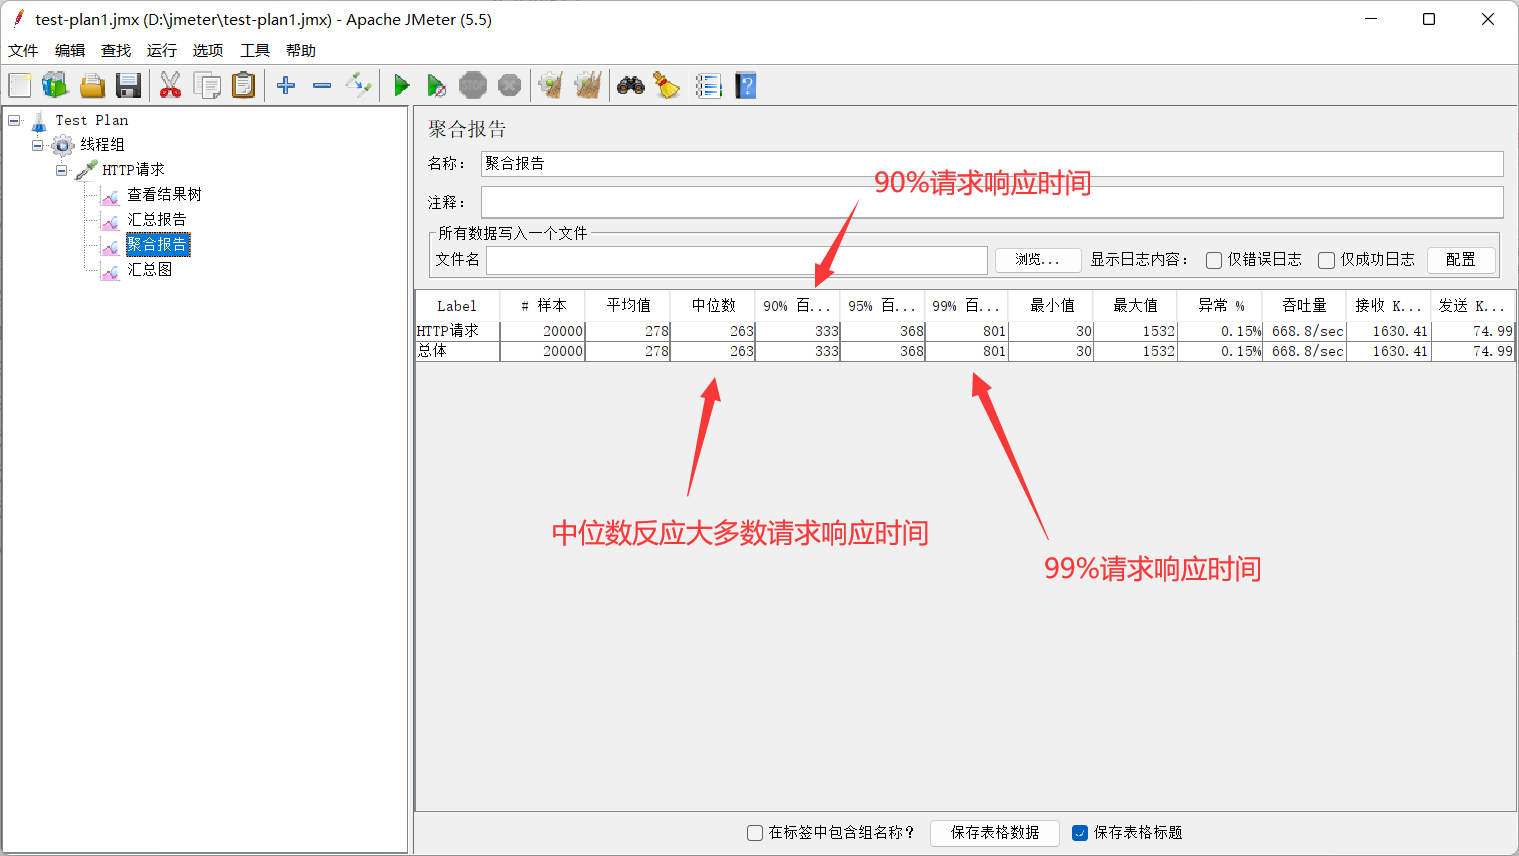 test-plan1.jmx (D:\jmeter\test-plan1.jmx) - Apache JMeter (5.5)
文件 编辑 查找 运行 选项 工具 帮助
STOP
Test Plan
线程组
HTTP请求
查看结果树
汇总报告
聚合报告
汇总图
聚合报告
名称： 聚合报告
90%请求响应时间
注释：
所有数据写入一个文件
文件名 浏览... 显示日志内容： 仅错误日志 仅成功日志 配置
Label # 样本 平均值 中位数 90% 百... 95% 百... 99% 百... 最小值 最大值 异常 % 吞吐量 接收 K... 发送 K...
HTTP请求 20000 278 263 333 368 801 30 1532 0.15% 668.8/sec 1630.41 74.99
总体 20000 278 263 333 368 801 30 1532 0.15% 668.8/sec 1630.41 74.99
中位数反应大多数请求响应时间
99%请求响应时间
在标签中包含组名称？ 保存表格数据 保存表格标题